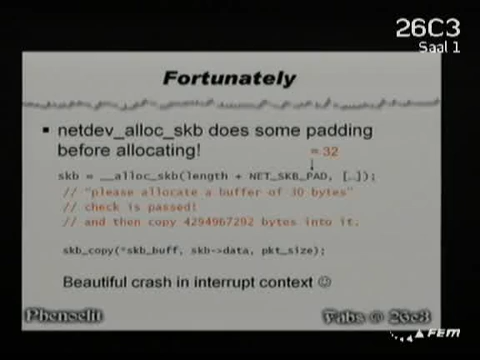 26C3
Saal 1
Fortunately
netdev_alloc_skb does some padding
before allocating!
= 32
skb = __alloc_skb(length + NET_SKB_PAD, […]);
// "please allocate a buffer of 30 bytes"
// check is passed!
// and then copy 4294967292 bytes into it.
skb_copy(*skb_buff, skb->data, pkt_size);
Beautiful crash in interrupt context ☺
Phenoelit
Fabs @ 26c3
FEM